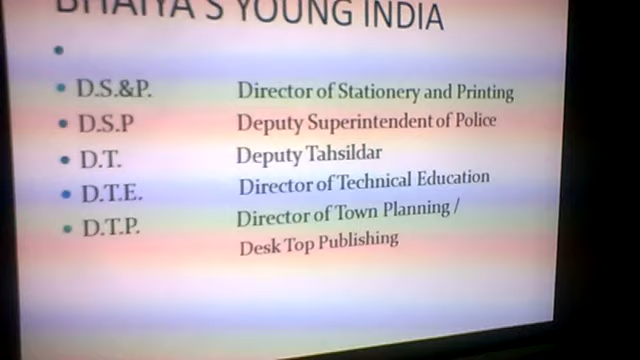 BHAIYA'S YOUNG INDIA
D.S.&P. Director of Stationery and Printing
D.S.P Deputy Superintendent of Police
D.T. Deputy Tahsildar
D.T.E. Director of Technical Education
D.T.P. Director of Town Planning /
Desk Top Publishing